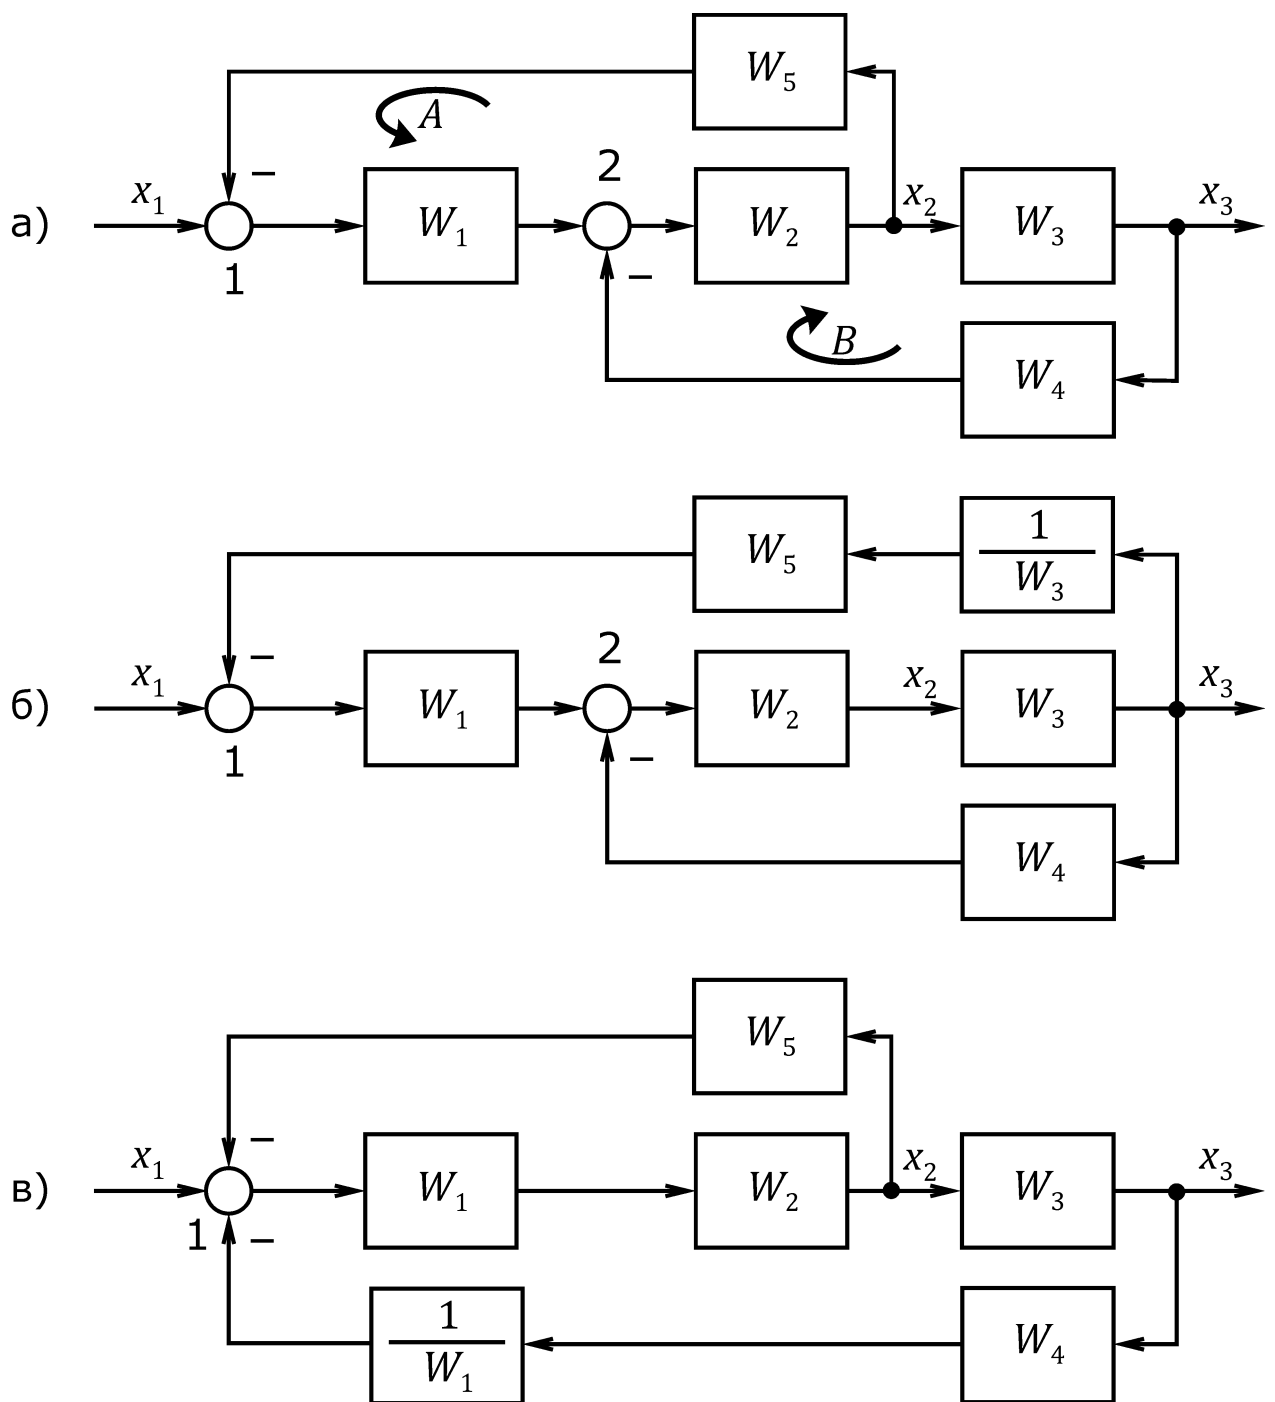 W₅
A
x₁ − W₁ 2 W₂ x₂ W₃ x₃
а)
1 −
B W₄
W₅ 1/W₃
x₁ − W₁ 2 W₂ x₂ W₃ x₃
б)
1 −
W₄
W₅
x₁ − W₁ W₂ x₂ W₃ x₃
в)
1 −
1/W₁ W₄